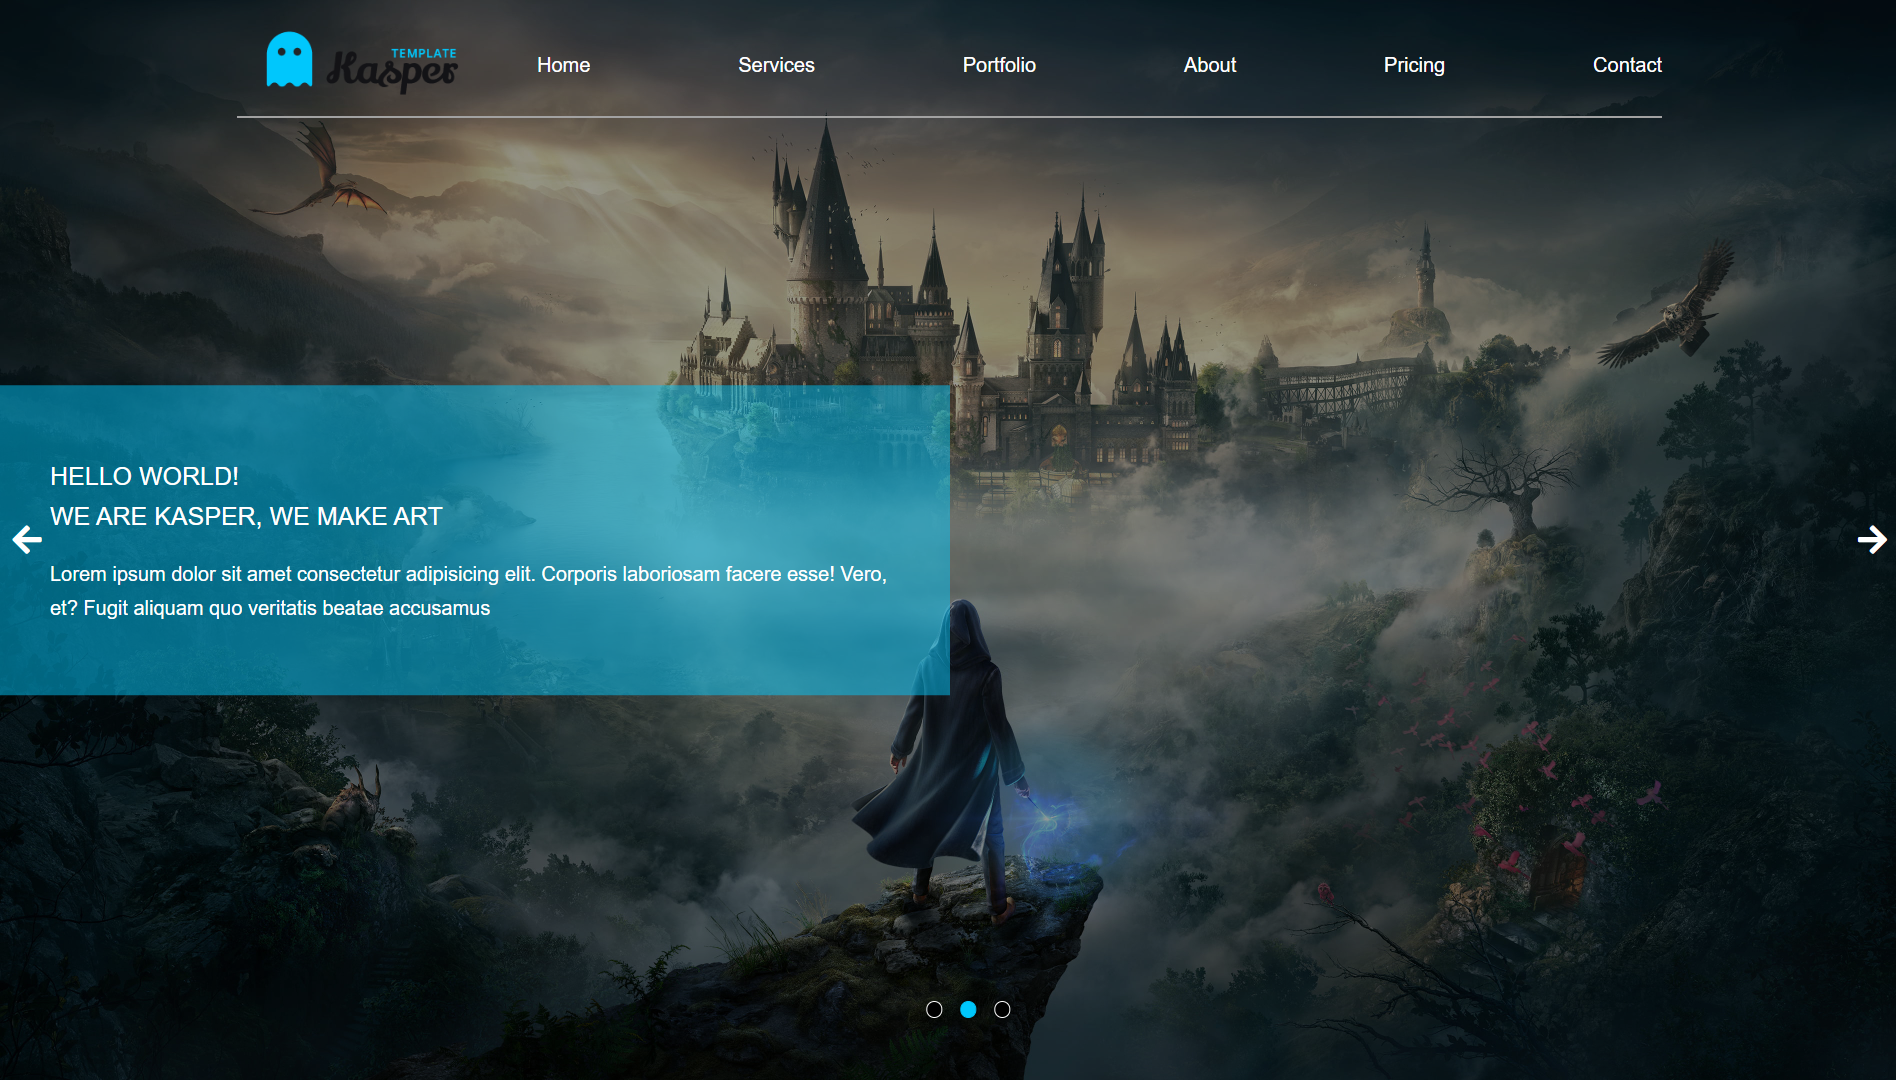 TEMPLATE
Kasper
Home
Services
Portfolio
About
Pricing
Contact
HELLO WORLD!
WE ARE KASPER, WE MAKE ART
Lorem ipsum dolor sit amet consectetur adipisicing elit. Corporis laboriosam facere esse! Vero,
et? Fugit aliquam quo veritatis beatae accusamus